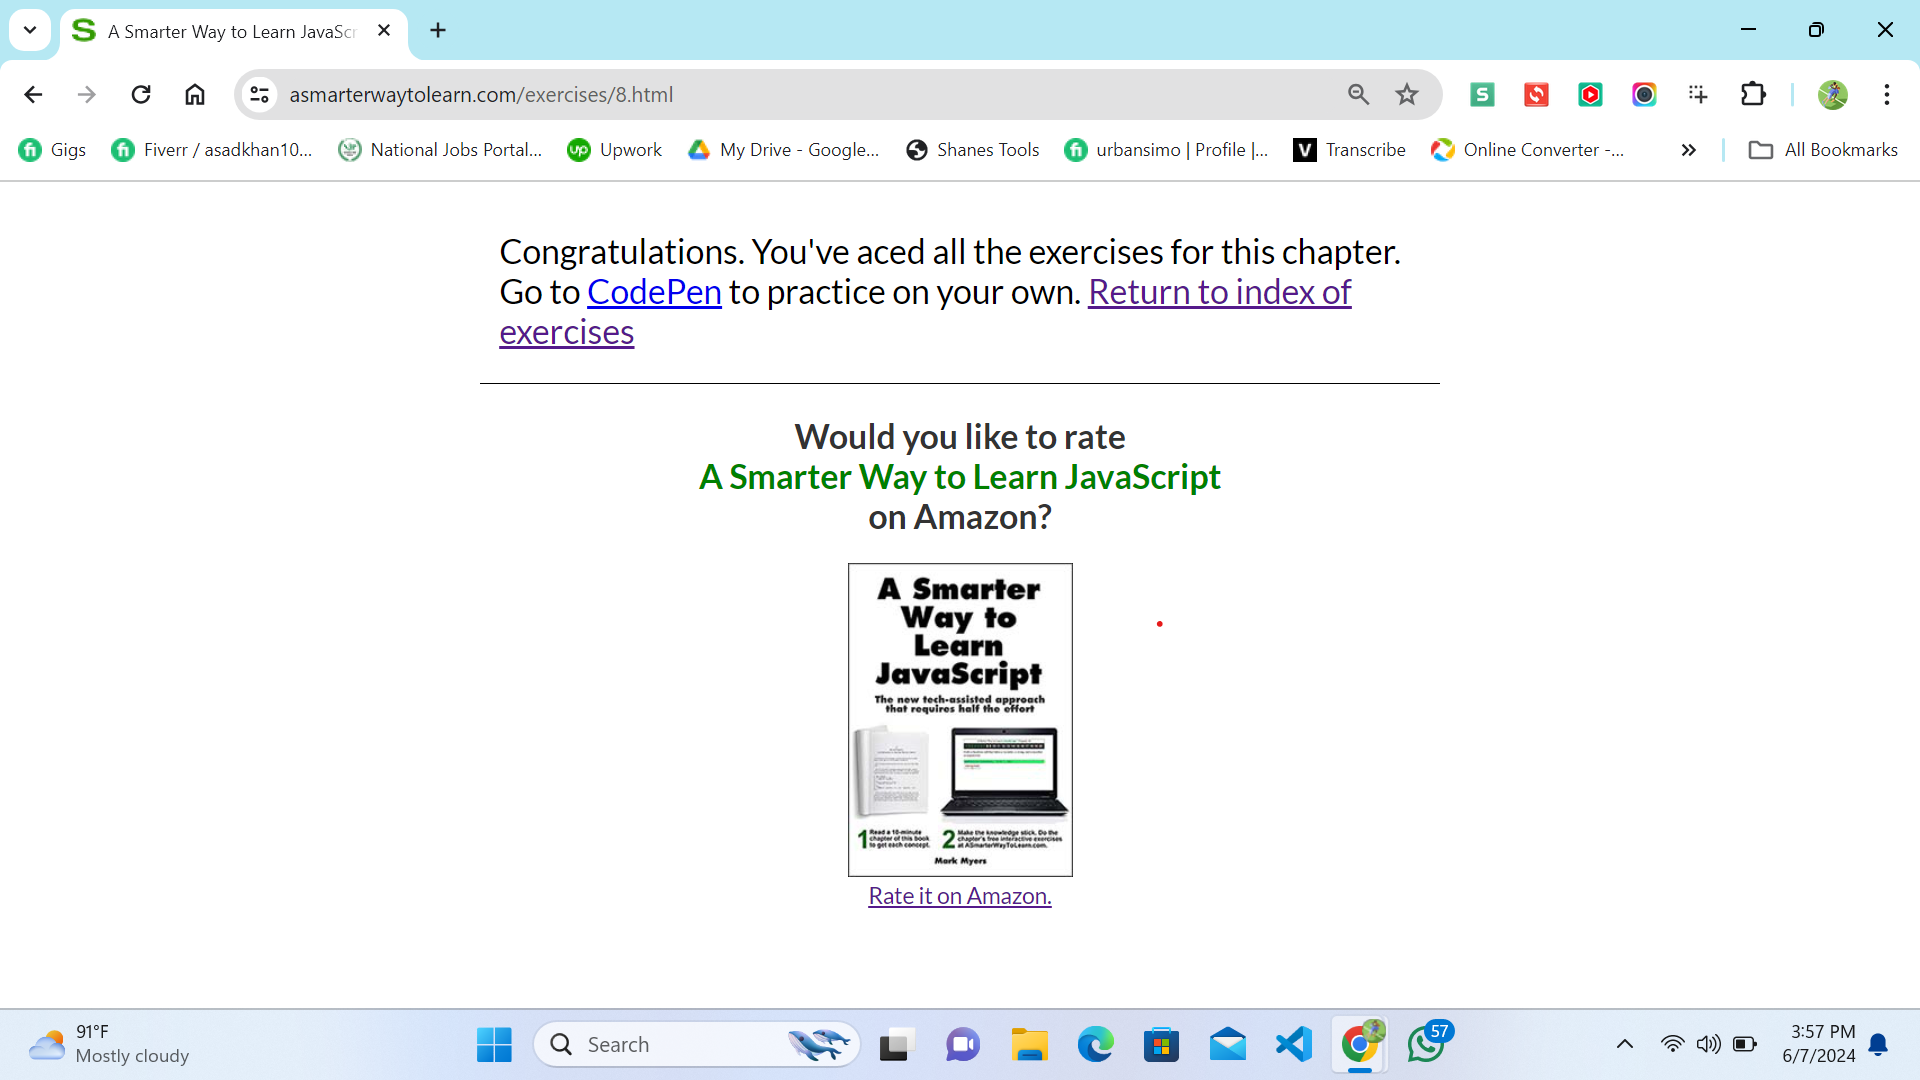 A Smarter Way to Learn JavaScr
asmarterwaytolearn.com/exercises/8.html
Gigs
Fiverr / asadkhan10...
National Jobs Portal...
Upwork
My Drive - Google...
Shanes Tools
urbansimo | Profile |...
Transcribe
Online Converter -...
All Bookmarks
Congratulations. You've aced all the exercises for this chapter.
Go to CodePen to practice on your own. Return to index of
exercises
Would you like to rate
A Smarter Way to Learn JavaScript
on Amazon?
A Smarter
Way to
Learn
JavaScript
The new tech-assisted approach
that requires half the effort
1 Read a 10-minute
chapter of this book
to get each concept.
2 Make the knowledge stick. Do the
chapter's free interactive exercises
at ASmarterWayToLearn.com.
Mark Myers
Rate it on Amazon.
91°F
Mostly cloudy
Search
57
3:57 PM
6/7/2024